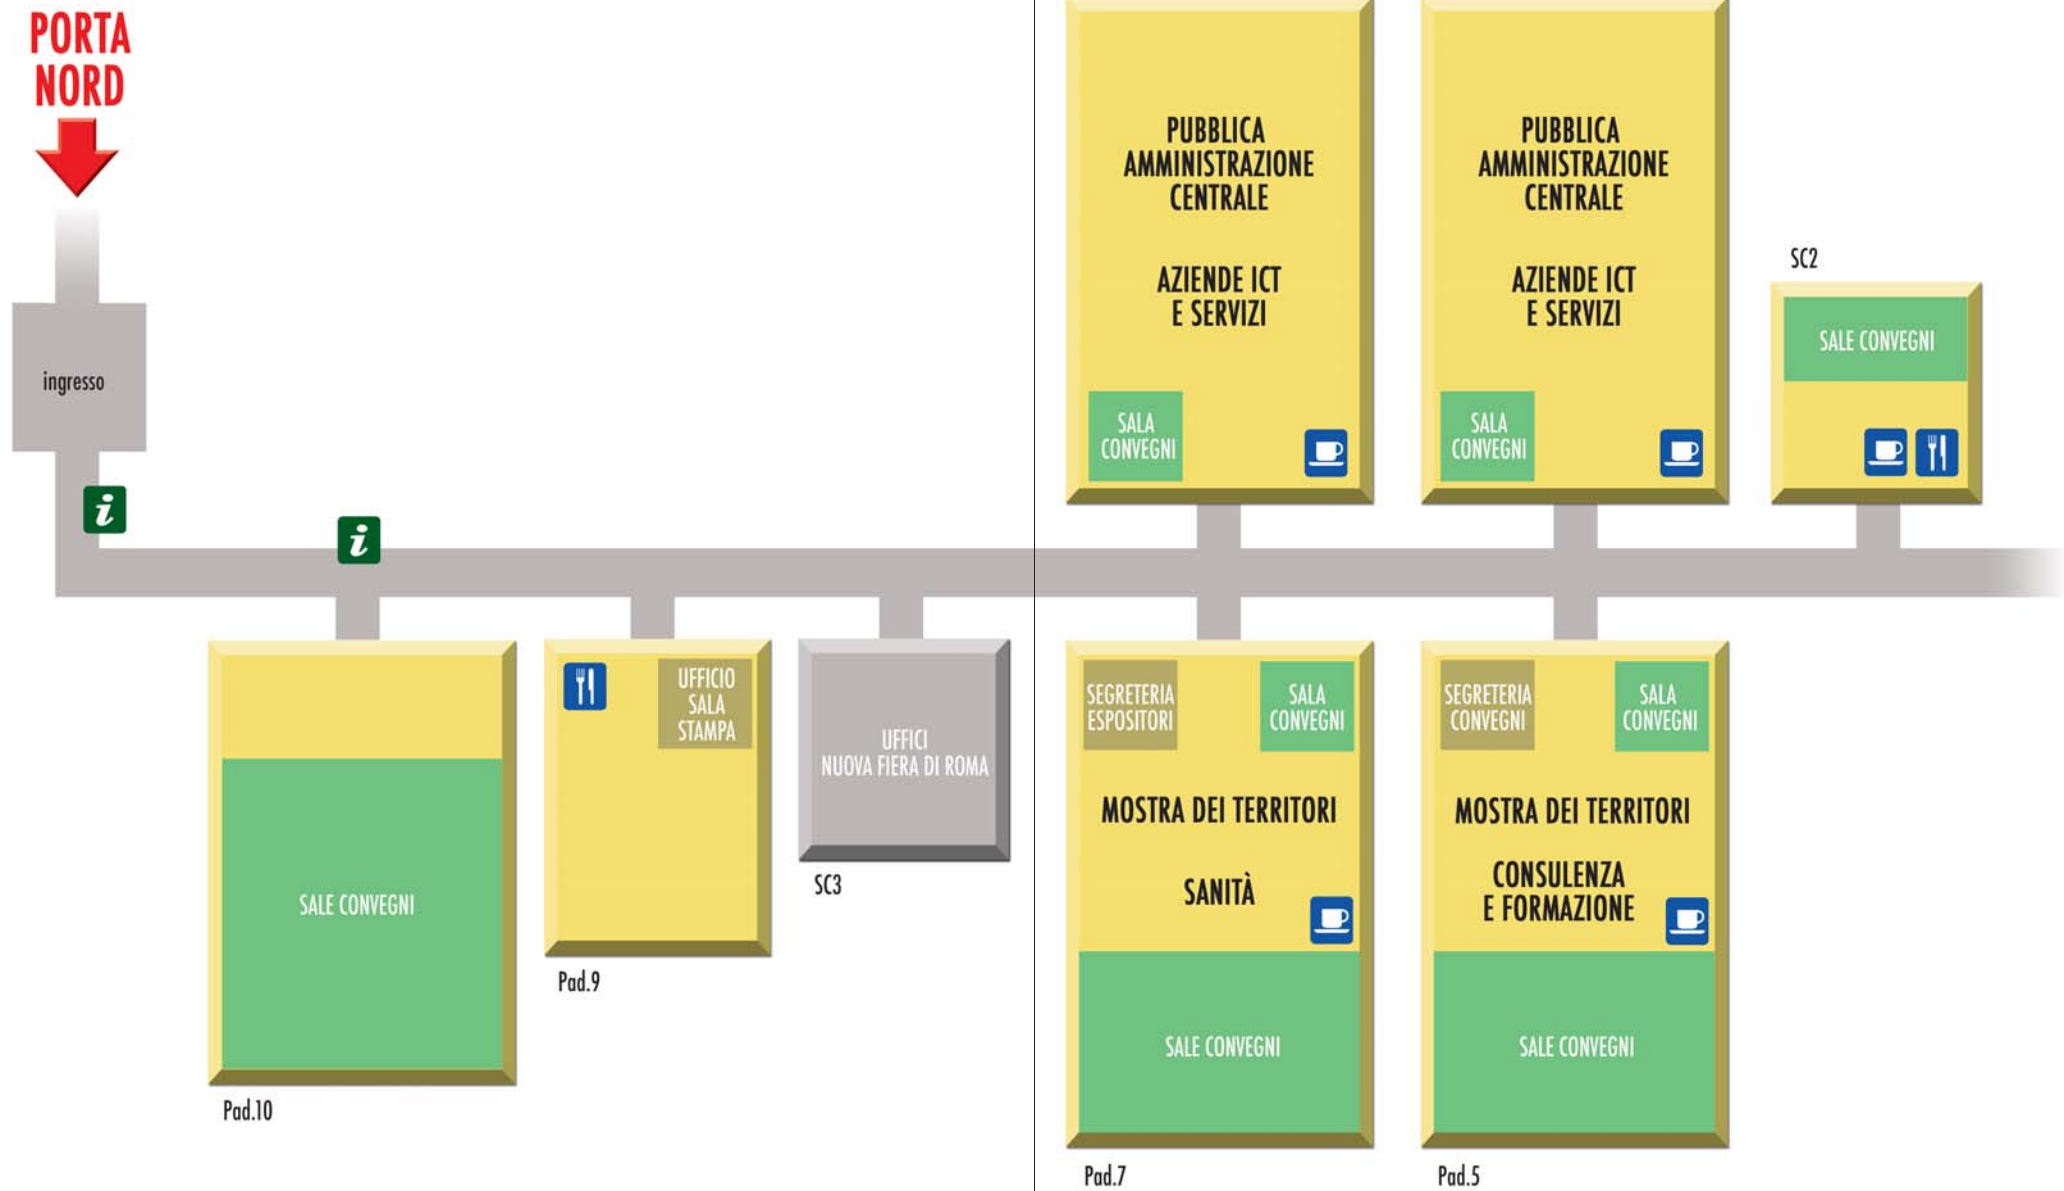 PORTA
NORD
ingresso
i
i
PUBBLICA
AMMINISTRAZIONE
CENTRALE
AZIENDE ICT
E SERVIZI
SALA
CONVEGNI
PUBBLICA
AMMINISTRAZIONE
CENTRALE
AZIENDE ICT
E SERVIZI
SALA
CONVEGNI
SC2
SALE CONVEGNI
SALE CONVEGNI
Pad.10
UFFICIO
SALA
STAMPA
Pad.9
UFFICI
NUOVA FIERA DI ROMA
SC3
SEGRETERIA
ESPOSITORI
SALA
CONVEGNI
MOSTRA DEI TERRITORI
SANITÀ
SALE CONVEGNI
Pad.7
SEGRETERIA
CONVEGNI
SALA
CONVEGNI
MOSTRA DEI TERRITORI
CONSULENZA
E FORMAZIONE
SALE CONVEGNI
Pad.5